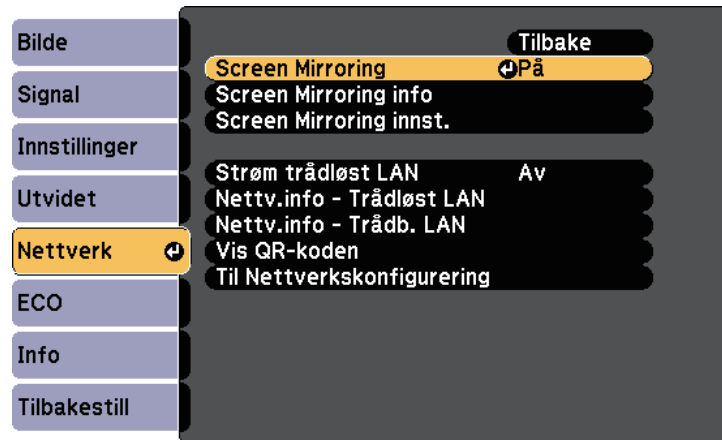 Bilde
Signal
Innstillinger
Utvidet
Nettverk
ECO
Info
Tilbakestill
Tilbake
Screen Mirroring På
Screen Mirroring info
Screen Mirroring innst.
Strøm trådløst LAN Av
Nettv.info - Trådløst LAN
Nettv.info - Trådb. LAN
Vis QR-koden
Til Nettverkskonfigurering